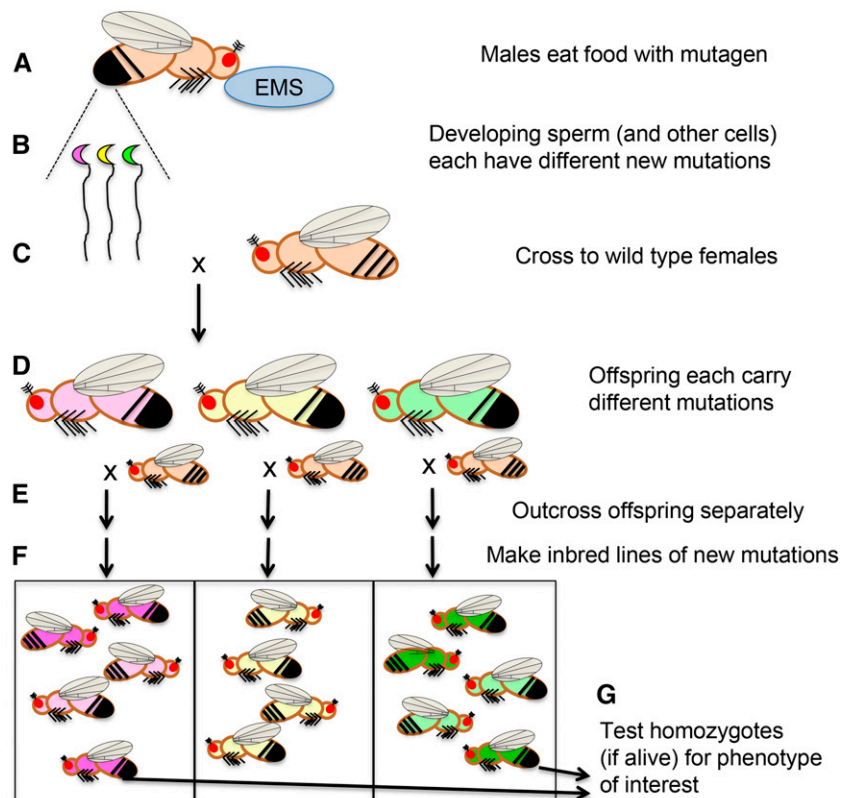 A
Males eat food with mutagen
EMS
B
Developing sperm (and other cells)
each have different new mutations
C
x
Cross to wild type females
D
Offspring each carry
different mutations
x
x
x
E
Outcross offspring separately
F
Make inbred lines of new mutations
G
Test homozygotes
(if alive) for phenotype
of interest